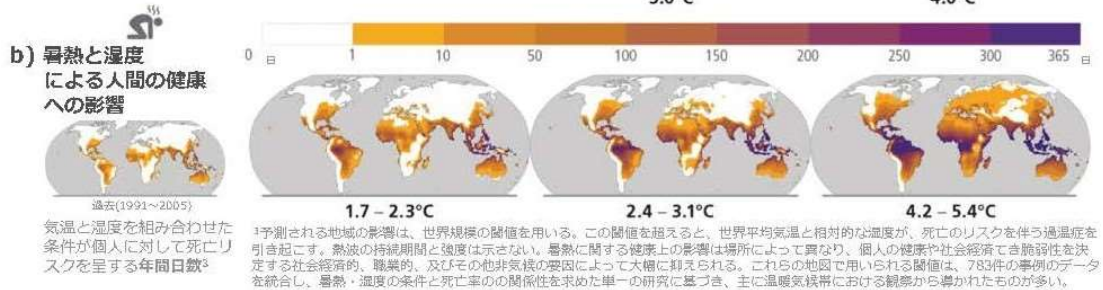 3.0°C 4.0°C
b) 暑熱と湿度
による人間の健康
への影響
0 日 1 10 50 100 150 200 250 300 365 日
過去(1991～2005)
1.7 – 2.3°C 2.4 – 3.1°C 4.2 – 5.4°C
気温と湿度を組み合わせた
条件が個人に対して死亡リ
スクを呈する年間日数³
¹予測される地域の影響は、世界規模の閾値を用いる。この閾値を超えると、世界平均気温と相対的な湿度が、死亡のリスクを伴う過温症を
引き起こす。熱波の持続期間と強度は示さない。暑熱に関する健康上の影響は場所によって異なり、個人の健康や社会経済てき脆弱性を決
定する社会経済的、職業的、及びその他非気候の要因によって大幅に抑えられる。これらの地図で用いられる閾値は、783件の事例のデータ
を統合し、暑熱・湿度の条件と死亡率のの関係性を求めた単一の研究に基づき、主に温暖気候帯における観察から導かれたものが多い。